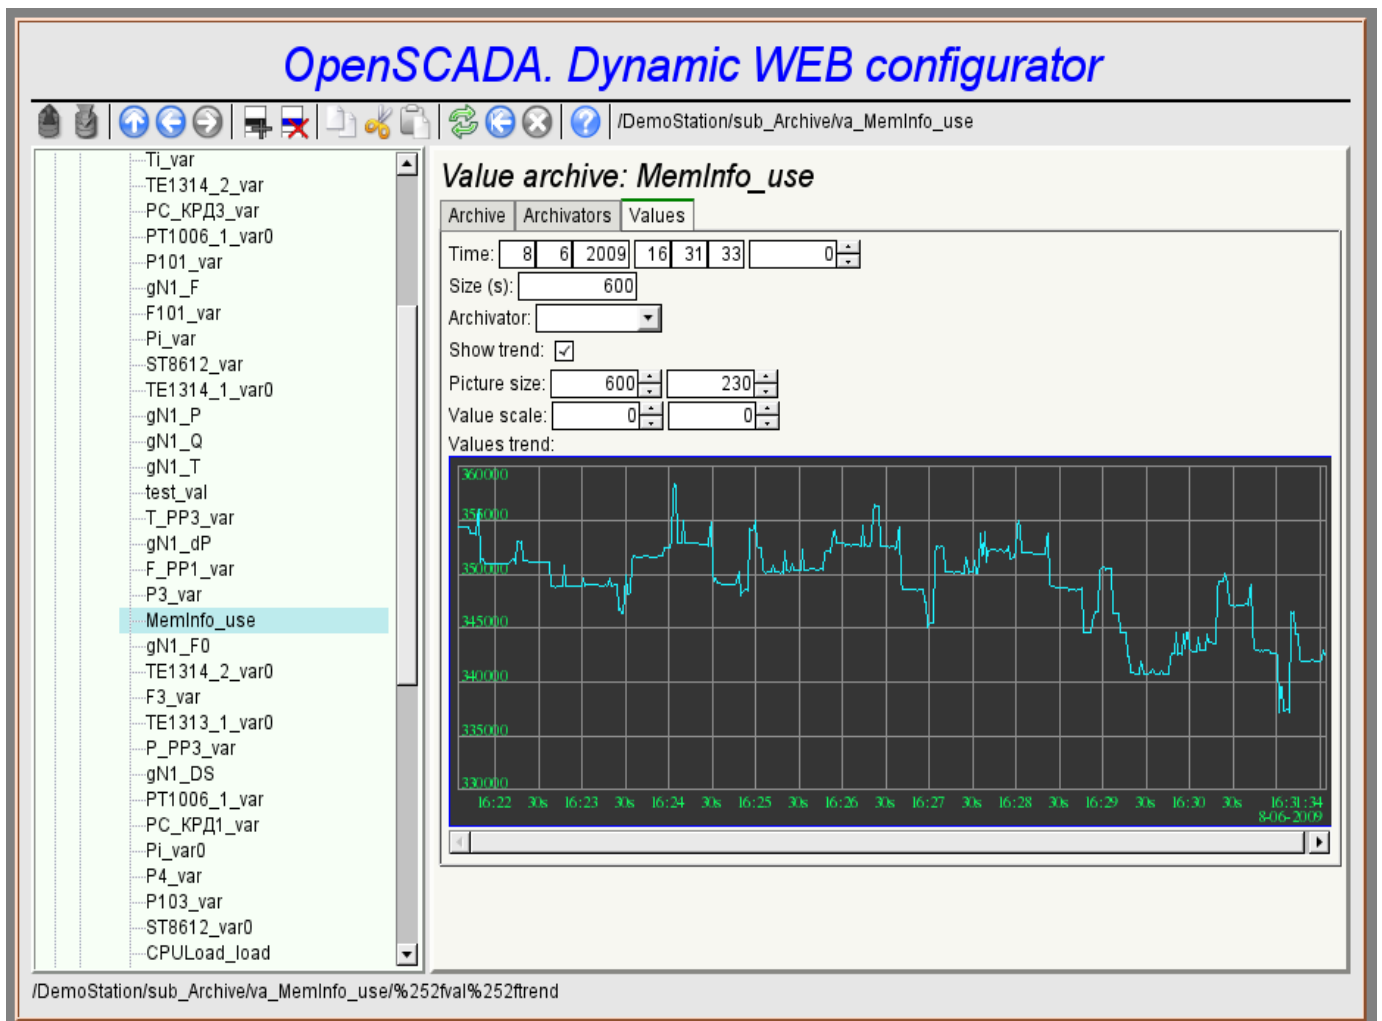 OpenSCADA. Dynamic WEB configurator
/DemoStation/sub_Archive/va_MemInfo_use
Ti_var
TE1314_2_var
PC_КРД3_var
PT1006_1_var0
P101_var
gN1_F
F101_var
Pi_var
ST8612_var
TE1314_1_var0
gN1_P
gN1_Q
gN1_T
test_val
T_PP3_var
gN1_dP
F_PP1_var
P3_var
MemInfo_use
gN1_F0
TE1314_2_var0
F3_var
TE1313_1_var0
P_PP3_var
gN1_DS
PT1006_1_var
PC_КРД1_var
Pi_var0
P4_var
P103_var
ST8612_var0
CPULoad_load
Value archive: MemInfo_use
Archive Archivators Values
Time: 8 6 2009 16 31 33 0
Size (s): 600
Archivator:
Show trend:
Picture size: 600 230
Value scale: 0 0
Values trend:
360000
355000
350000
345000
340000
335000
330000
16:22 30s 16:23 30s 16:24 30s 16:25 30s 16:26 30s 16:27 30s 16:28 30s 16:29 30s 16:30 30s 16:31:34
8-06-2009
/DemoStation/sub_Archive/va_MemInfo_use/%252fval%252ftrend